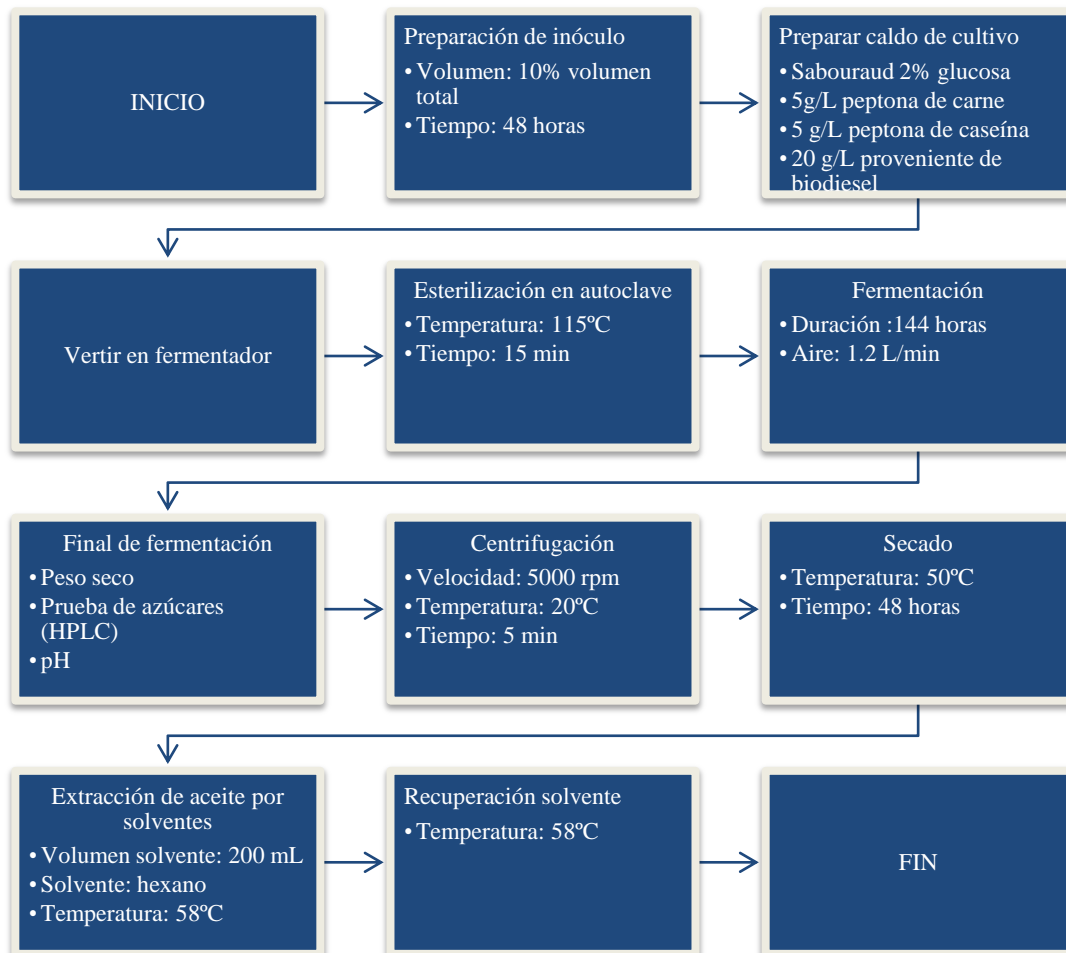 INICIO
Preparación de inóculo
• Volumen: 10% volumen
total
• Tiempo: 48 horas
Preparar caldo de cultivo
• Sabouraud 2% glucosa
• 5g/L peptona de carne
• 5 g/L peptona de caseína
• 20 g/L proveniente de
biodiesel
Vertir en fermentador
Esterilización en autoclave
• Temperatura: 115ºC
• Tiempo: 15 min
Fermentación
• Duración :144 horas
• Aire: 1.2 L/min
Final de fermentación
• Peso seco
• Prueba de azúcares
(HPLC)
• pH
Centrifugación
• Velocidad: 5000 rpm
• Temperatura: 20ºC
• Tiempo: 5 min
Secado
• Temperatura: 50ºC
• Tiempo: 48 horas
Extracción de aceite por
solventes
• Volumen solvente: 200 mL
• Solvente: hexano
• Temperatura: 58ºC
Recuperación solvente
• Temperatura: 58ºC
FIN